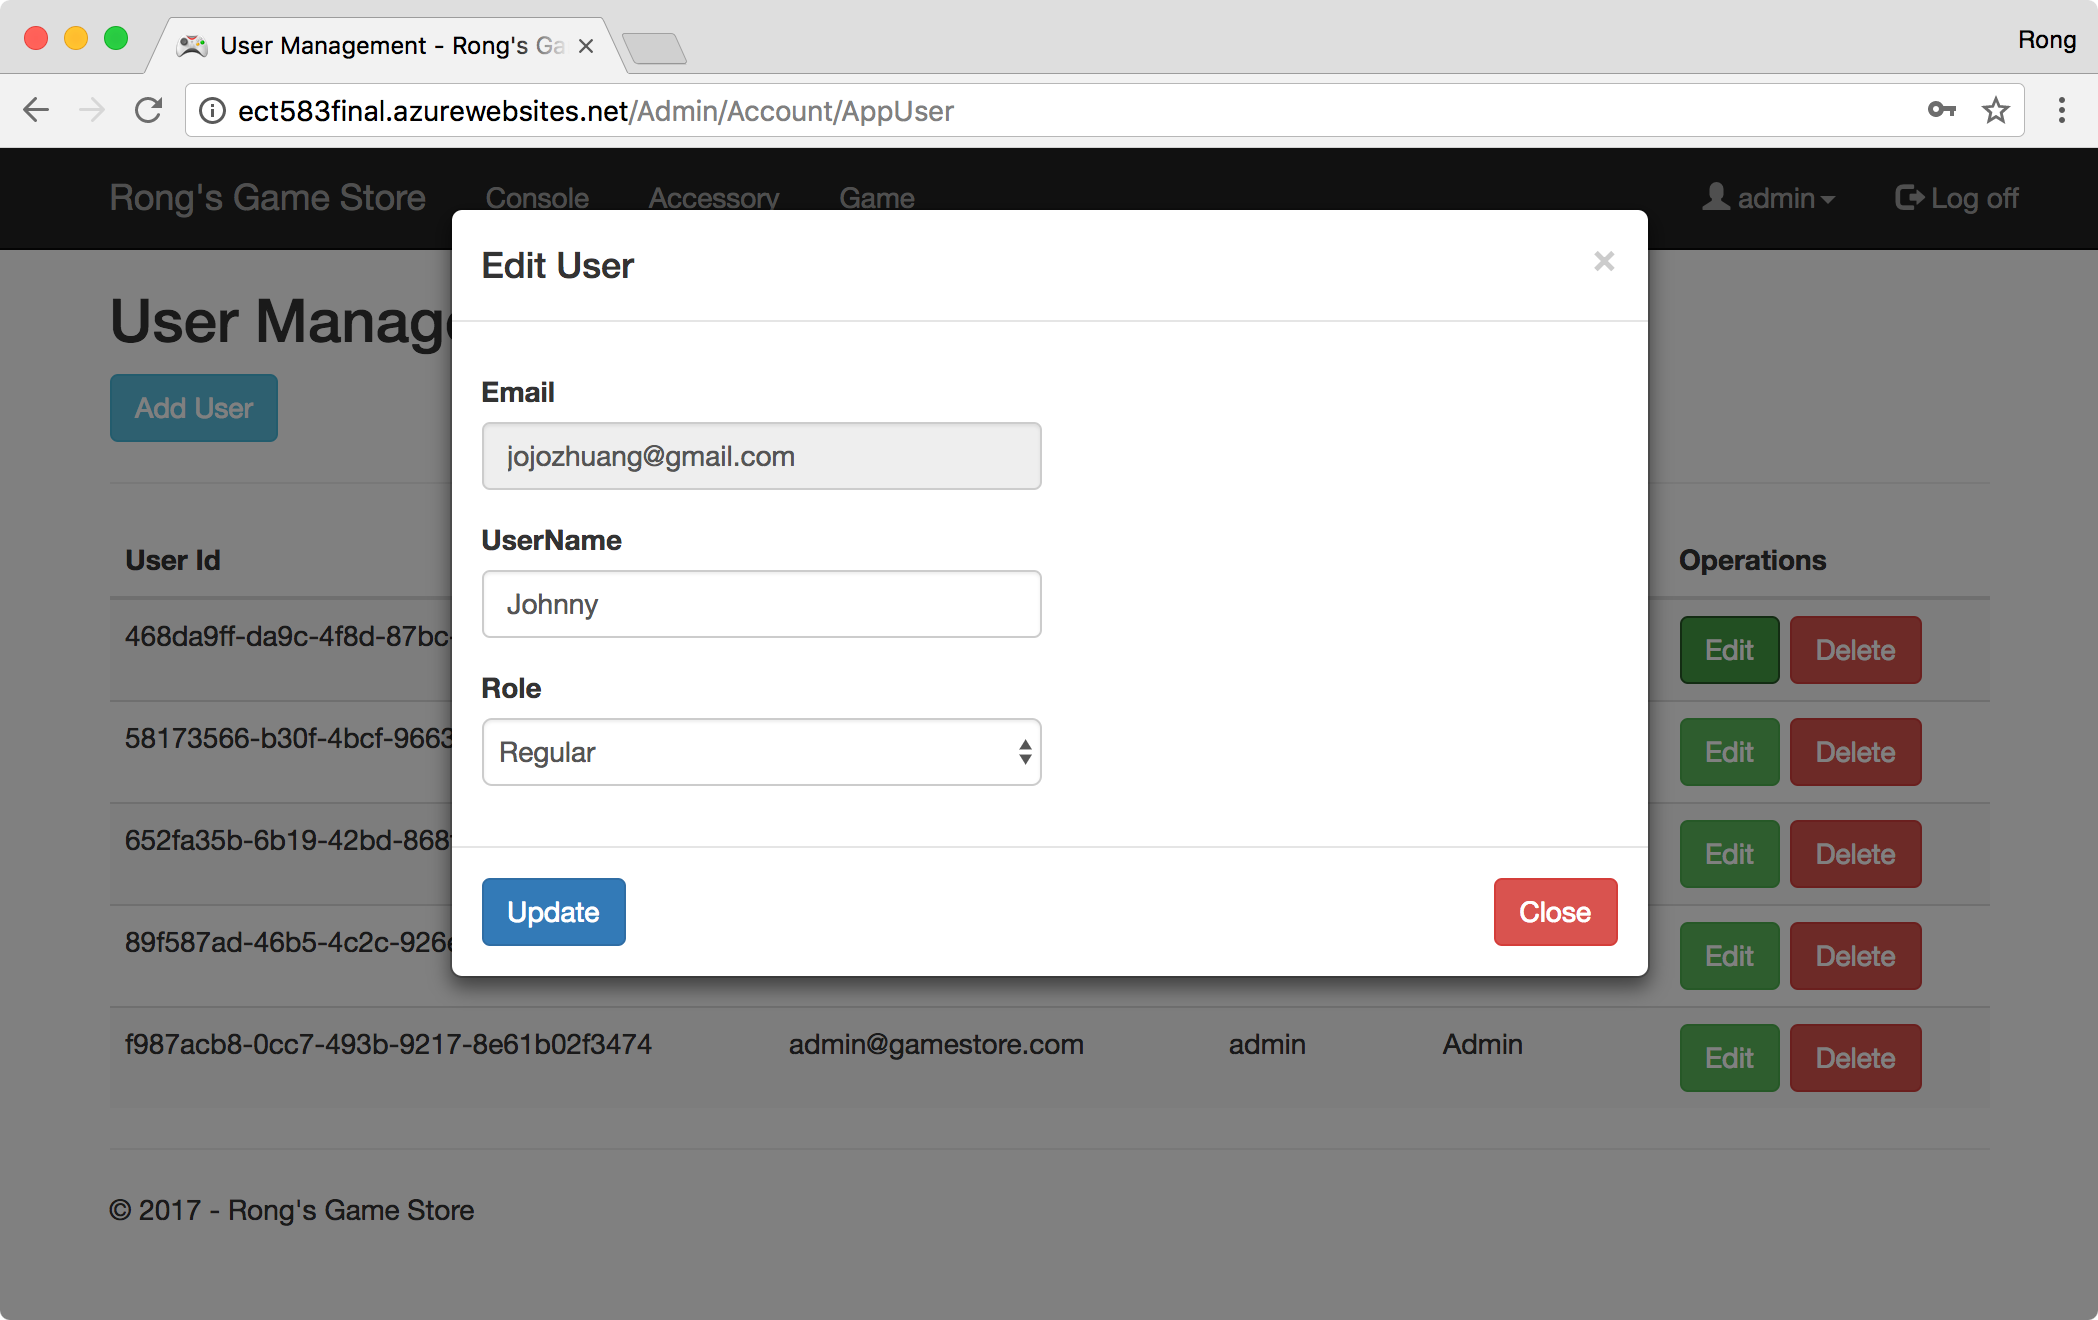 User Management - Rong's Ga
Rong
ect583final.azurewebsites.net/Admin/Account/AppUser
Rong's Game Store Console Accessory Game admin Log off
Edit User ×
User Manage
Add User
Email
jojozhuang@gmail.com
UserName
Johnny
Role
Regular
Update Close
User Id Operations
468da9ff-da9c-4f8d-87bc- Edit Delete
58173566-b30f-4bcf-9663 Edit Delete
652fa35b-6b19-42bd-868 Edit Delete
89f587ad-46b5-4c2c-926e Edit Delete
f987acb8-0cc7-493b-9217-8e61b02f3474 admin@gamestore.com admin Admin Edit Delete
© 2017 - Rong's Game Store